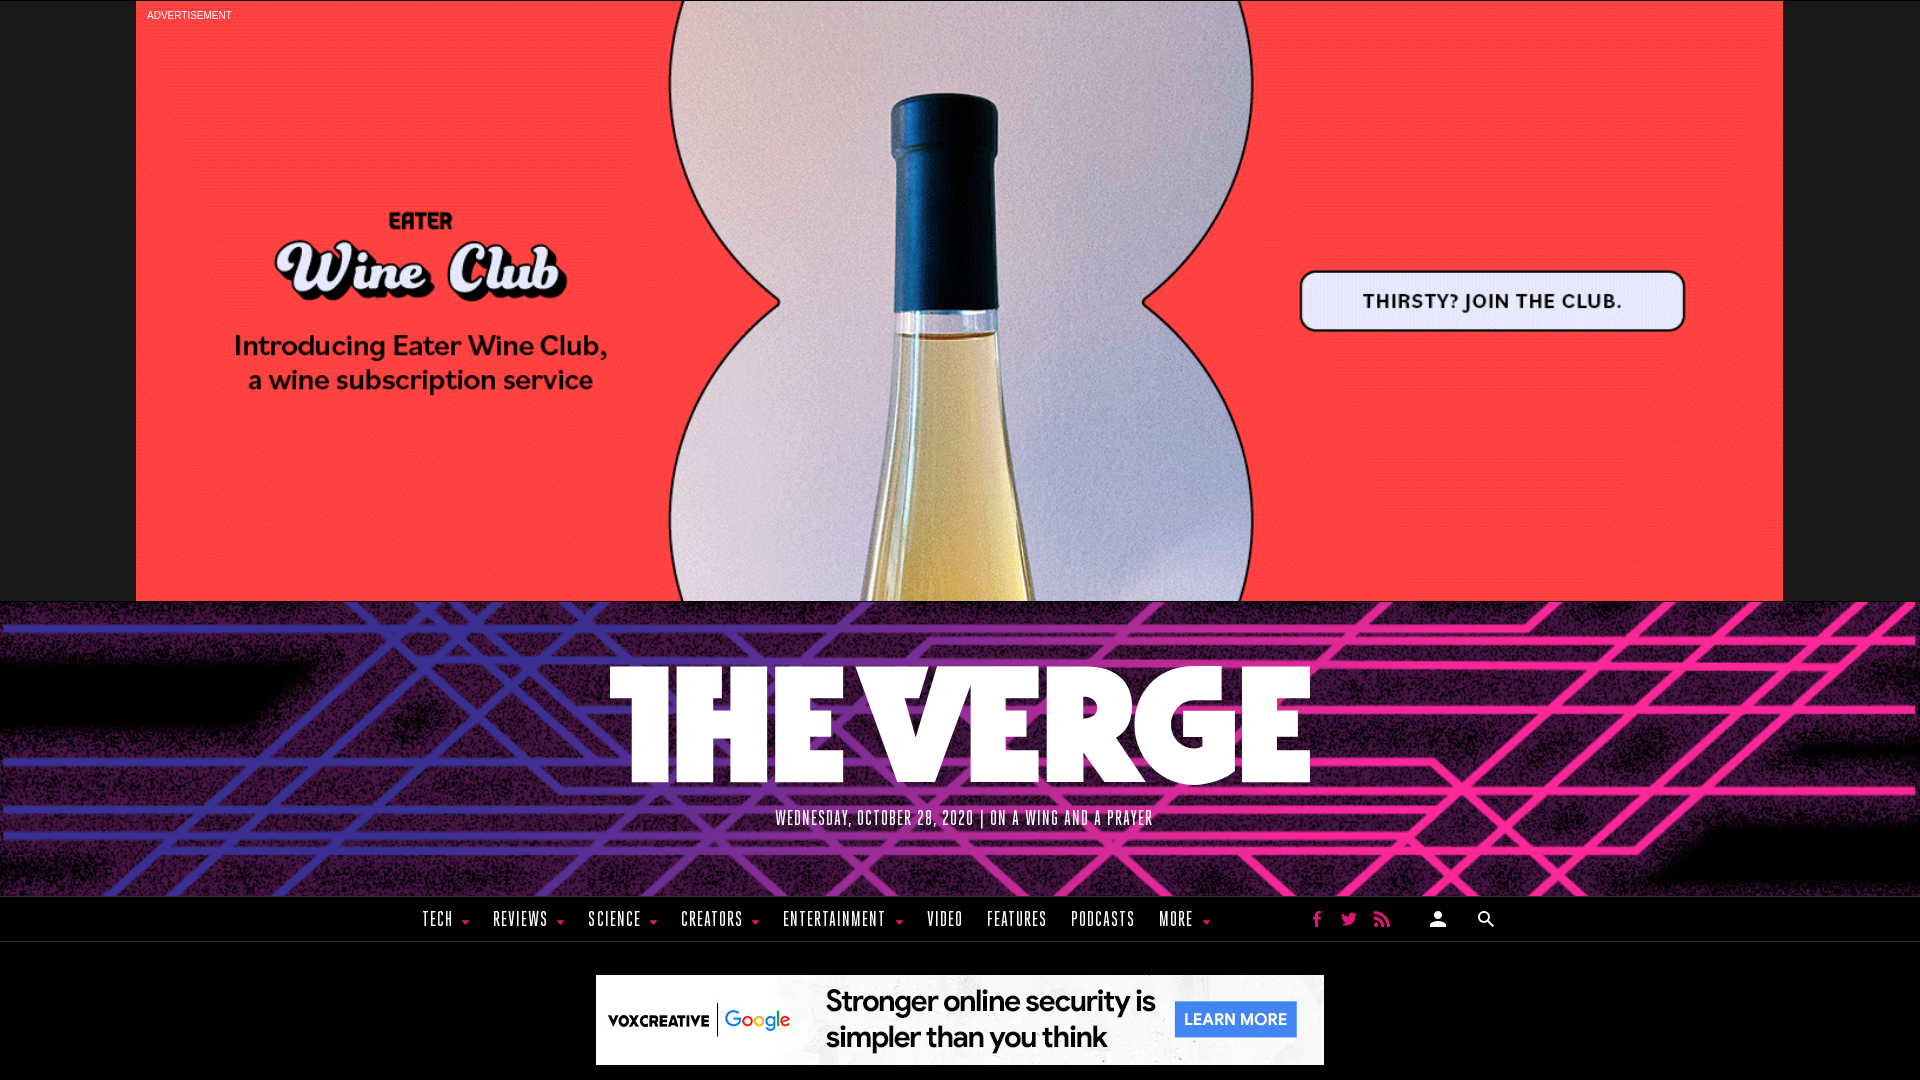 ADVERTISEMENT
EATER
Wine Club
Introducing Eater Wine Club,
a wine subscription service
THIRSTY? JOIN THE CLUB.
THE VERGE
WEDNESDAY, OCTOBER 28, 2020 | ON A WING AND A PRAYER
TECH REVIEWS SCIENCE CREATORS ENTERTAINMENT VIDEO FEATURES PODCASTS MORE
VOXCREATIVE | Google
Stronger online security is
simpler than you think
LEARN MORE